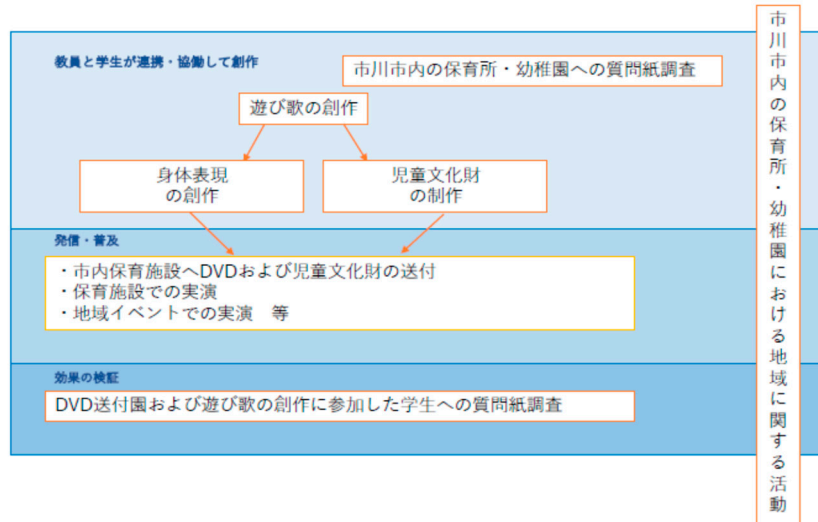 教員と学生が連携・協働して創作
市川市内の保育所・幼稚園への質問紙調査
遊び歌の創作
身体表現
の創作
児童文化財
の制作
発信・普及
・市内保育施設へDVDおよび児童文化財の送付
・保育施設での実演
・地域イベントでの実演　等
効果の検証
DVD送付園および遊び歌の創作に参加した学生への質問紙調査
市川市内の保育所・幼稚園における地域に関する活動